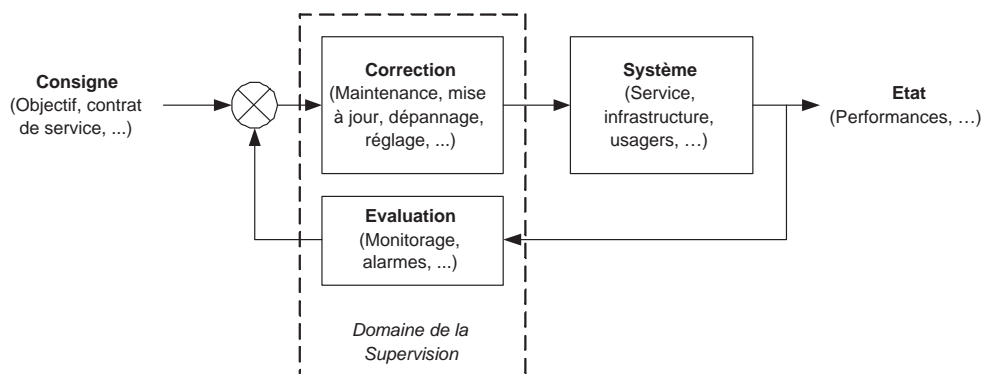 Consigne
(Objectif, contrat
de service, ...)
Correction
(Maintenance, mise
à jour, dépannage,
réglage, ...)
Système
(Service,
infrastructure,
usagers, …)
Etat
(Performances, …)
Evaluation
(Monitorage,
alarmes, ...)
Domaine de la
Supervision